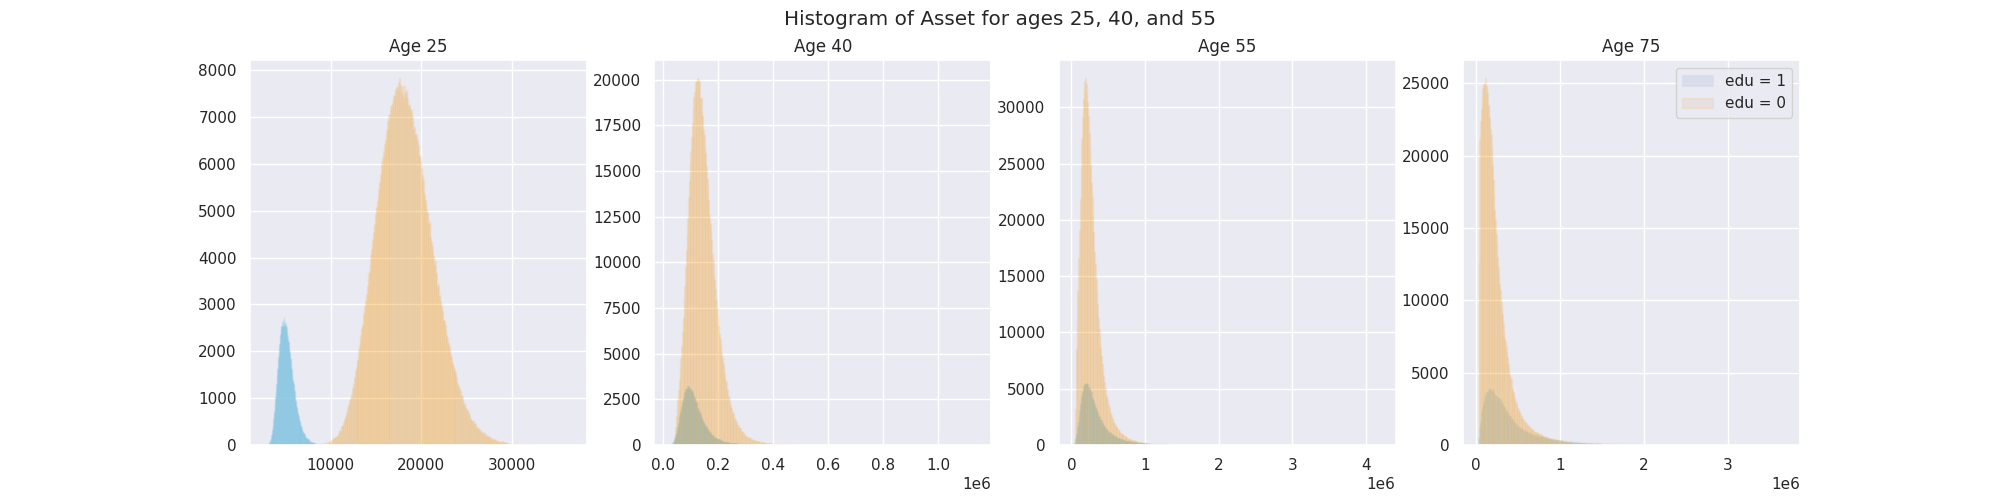 Histogram of Asset for ages 25, 40, and 55
Age 25
8000
7000
6000
5000
4000
3000
2000
1000
0
10000 20000 30000
Age 40
20000
17500
15000
12500
10000
7500
5000
2500
0
0.0 0.2 0.4 0.6 0.8 1.0
1e6
Age 55
30000
25000
20000
15000
10000
5000
0
0 1 2 3 4
1e6
Age 75
edu = 1
edu = 0
25000
20000
15000
10000
5000
0
0 1 2 3
1e6